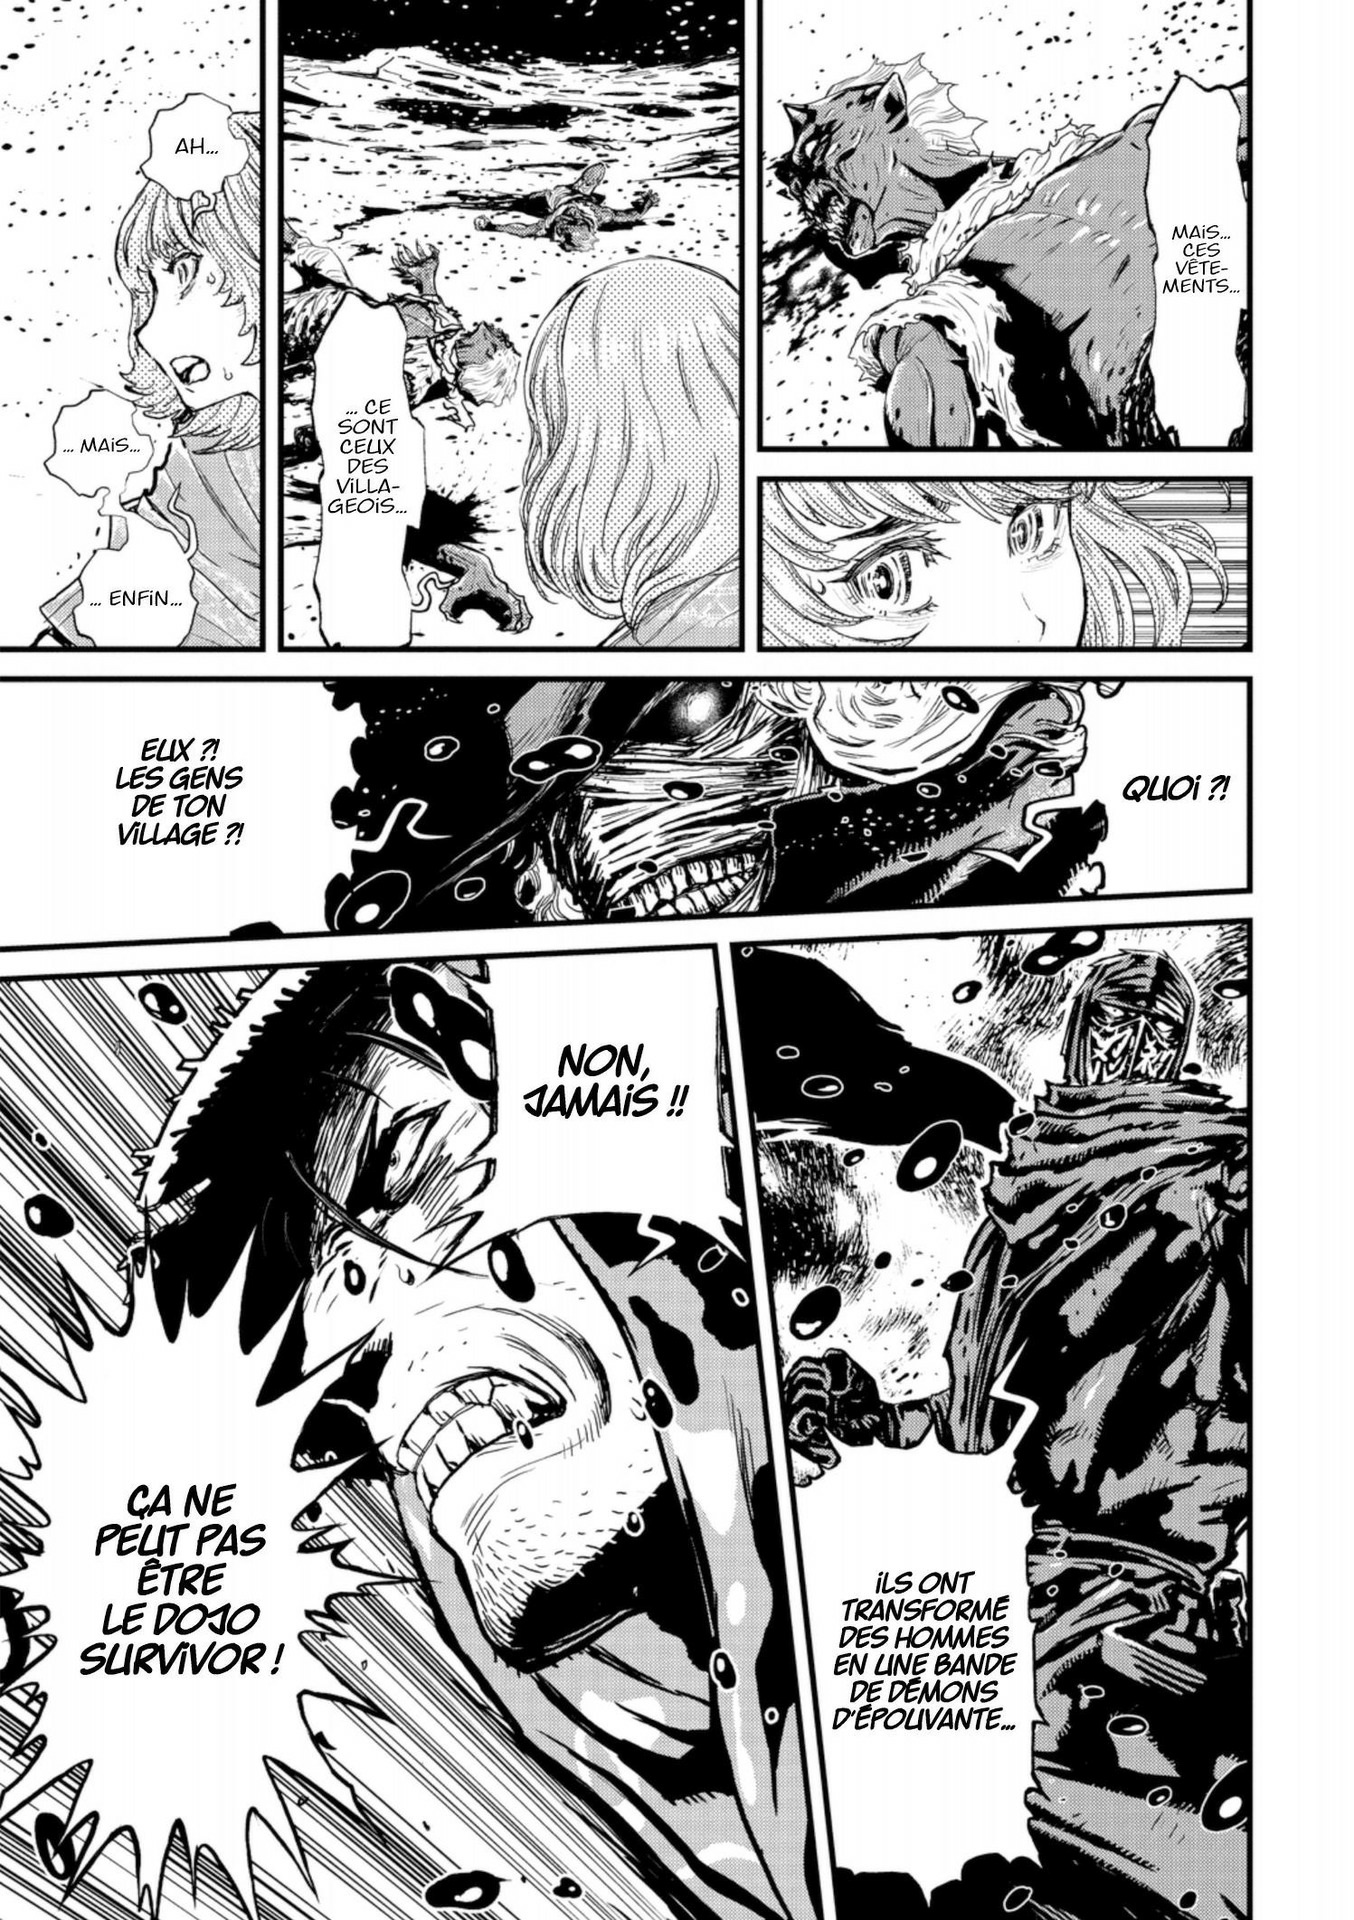 MAIS...
CES
VÊTE-
MENTS...
... CE
SONT
CEUX
DES
VILLA-
GEOIS...
AH...
... MAIS...
... ENFIN...
QUOI ?!
EUX ?!
LES GENS
DE TON
VILLAGE ?!
ILS ONT
TRANSFORMÉ
DES HOMMES
EN UNE BANDE
DE DÉMONS
D'ÉPOUVANTE...
NON,
JAMAIS !!
ÇA NE
PEUT PAS
ÊTRE
LE DOJO
SURVIVOR !